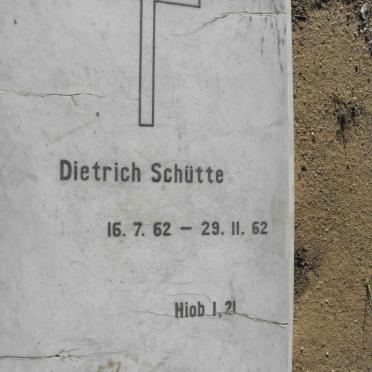 Dietrich Schütte
16. 7. 62 – 29. 11. 62
Hiob 1, 21